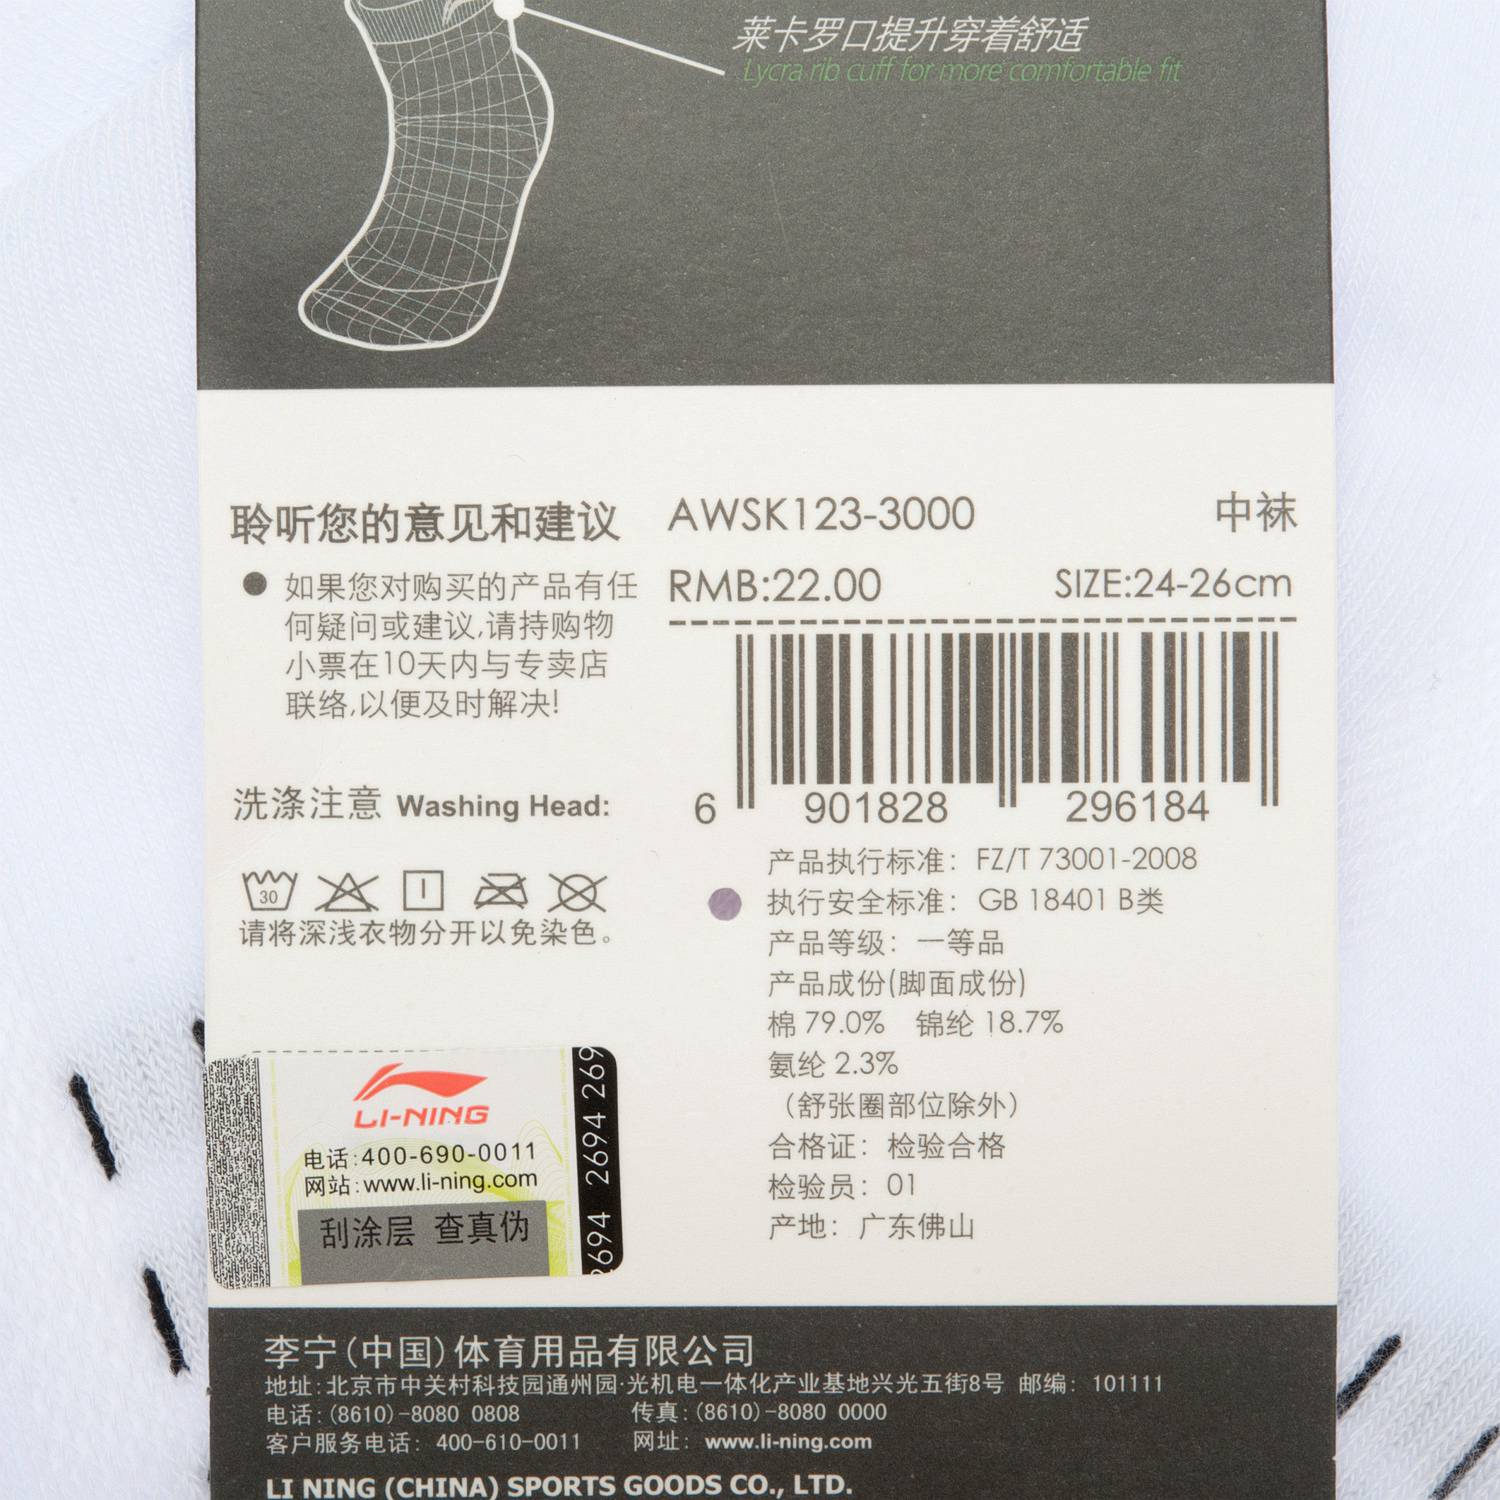 莱卡罗口提升穿着舒适
Lycra rib cuff for more comfortable fit
聆听您的意见和建议
●如果您对购买的产品有任
何疑问或建议,请持购物
小票在10天内与专卖店
联络,以便及时解决!
洗涤注意 Washing Head:
30
请将深浅衣物分开以免染色。
AWSK123-3000 中袜
RMB:22.00 SIZE:24-26cm
6 901828 296184
产品执行标准：FZ/T 73001-2008
执行安全标准：GB 18401 B类
产品等级：一等品
产品成份(脚面成份)
棉 79.0% 锦纶 18.7%
氨纶 2.3%
（舒张圈部位除外）
合格证：检验合格
检验员：01
产地：广东佛山
LI-NING
电话:400-690-0011
网站:www.li-ning.com
刮涂层 查真伪
2694 2694 269
李宁(中国)体育用品有限公司
地址:北京市中关村科技园通州园·光机电一体化产业基地兴光五街8号 邮编: 101111
电话:(8610)-8080 0808 传真:(8610)-8080 0000
客户服务电话: 400-610-0011 网址: www.li-ning.com
LI NING (CHINA) SPORTS GOODS CO., LTD.